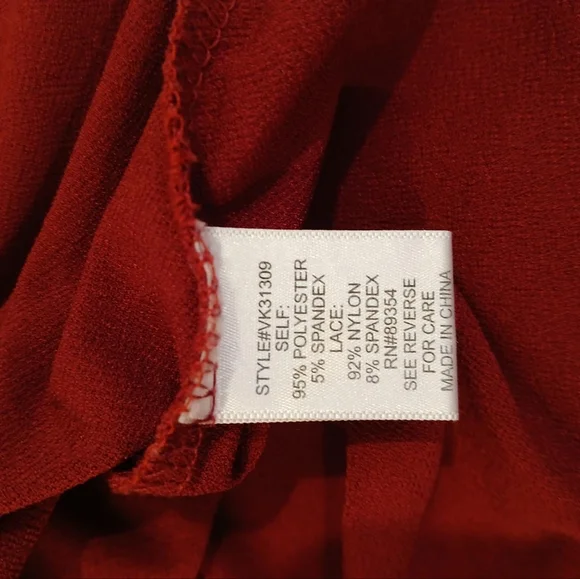 STYLE#VK31309
SELF:
95% POLYESTER
5% SPANDEX
LACE:
92% NYLON
8% SPANDEX
RN#89354
SEE REVERSE
FOR CARE
MADE IN CHINA